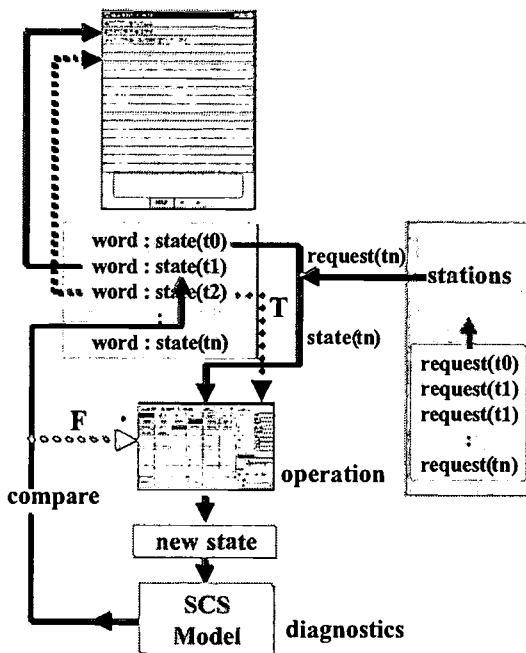 HELP
word : state(t0)
word : state(t1)
word : state(t2)
:
word : state(tn)
request(tn)
T
state(tn)
stations
request(t0)
request(t1)
request(t1)
:
request(tn)
F
compare
operation
new state
SCS
Model
diagnostics